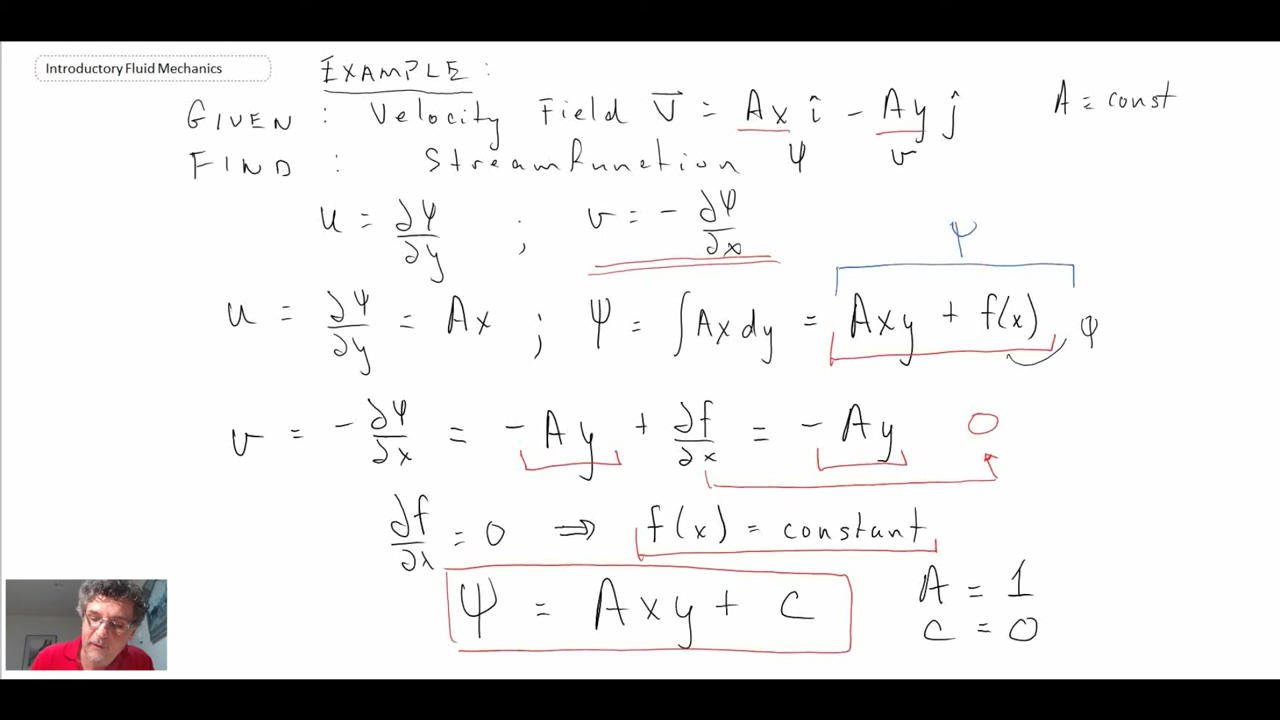 Introductory Fluid Mechanics
EXAMPLE :
GIVEN : Velocity Field V⃗ = Ax î − Ay ĵ A = const
FIND : Streamfunction ψ v
u = ∂ψ/∂y ; v = − ∂ψ/∂x
ψ
u = ∂ψ/∂y = Ax ; ψ = ∫Ax dy = Axy + f(x) ψ
v = −∂ψ/∂x = −Ay + ∂f/∂x = −Ay 0
∂f/∂x = 0 ⇒ f(x) = constant
ψ = Axy + c
A = 1
c = 0